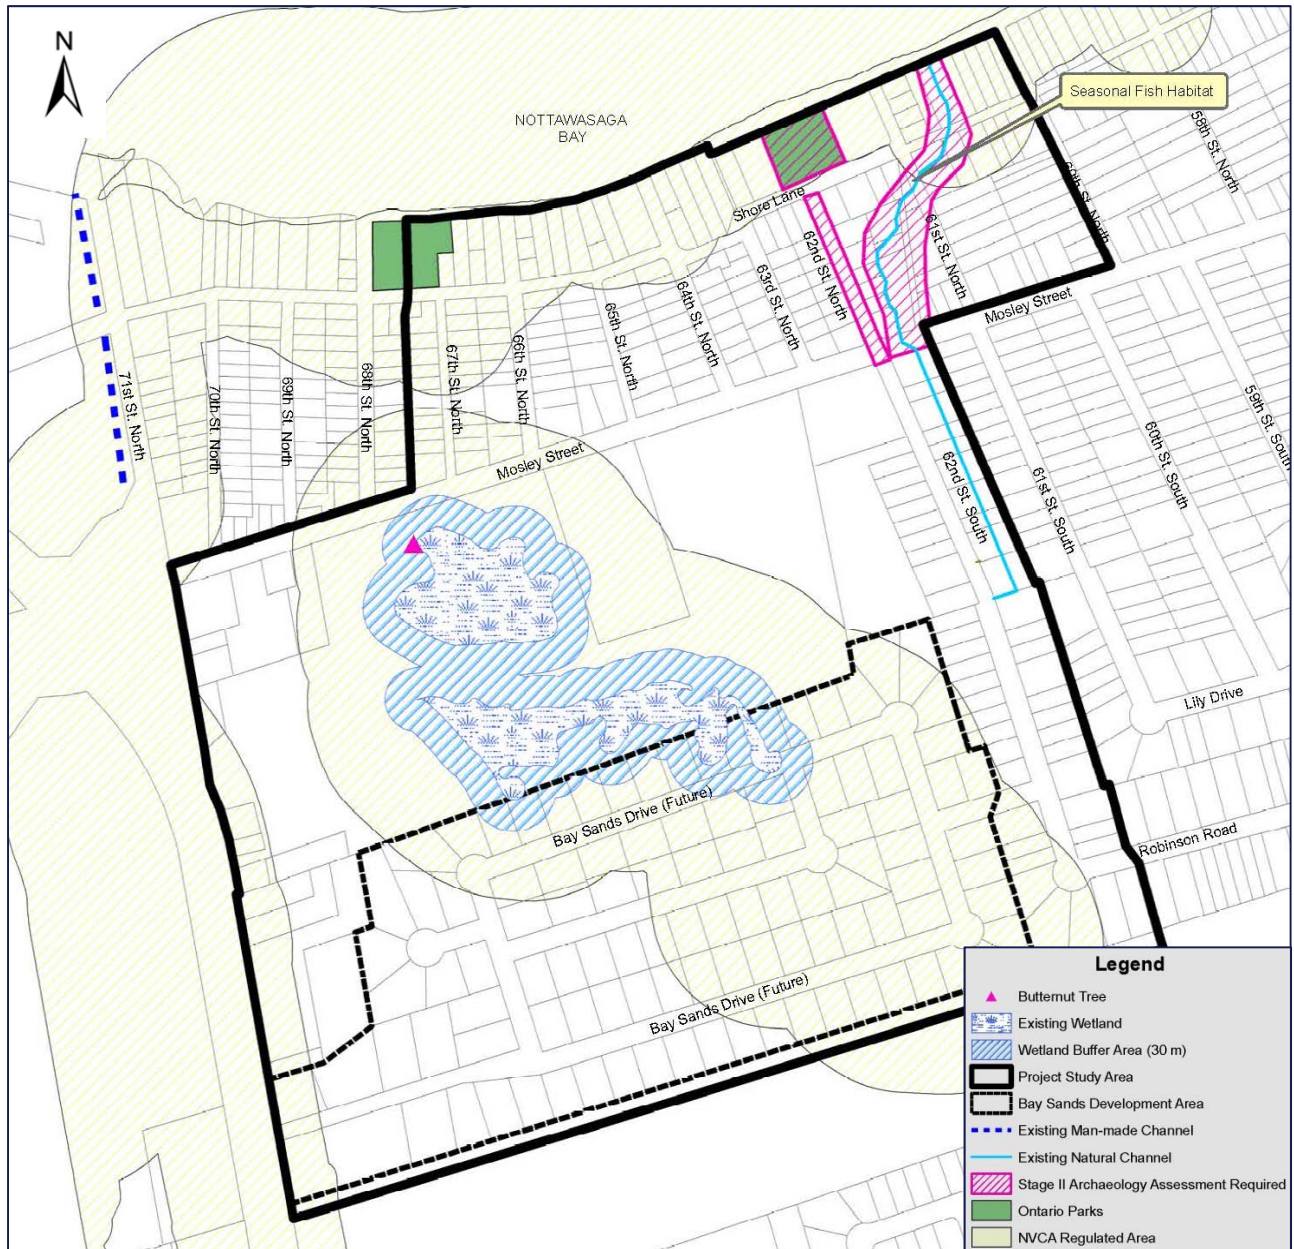 N
NOTTAWASAGA
BAY
Seasonal Fish Habitat
58th St. North
60th St. North
Shore Lane
61st St. North
62nd St. North
63rd St. North
64th St. North
65th St. North
66th St. North
67th St. North
68th St. North
69th St. North
70th St. North
71st St. North
Mosley Street
Mosley Street
59th St. South
60th St. South
61st St. South
62nd St. South
Lily Drive
Robinson Road
Bay Sands Drive (Future)
Bay Sands Drive (Future)
Legend
Butternut Tree
Existing Wetland
Wetland Buffer Area (30 m)
Project Study Area
Bay Sands Development Area
Existing Man-made Channel
Existing Natural Channel
Stage II Archaeology Assessment Required
Ontario Parks
NVCA Regulated Area